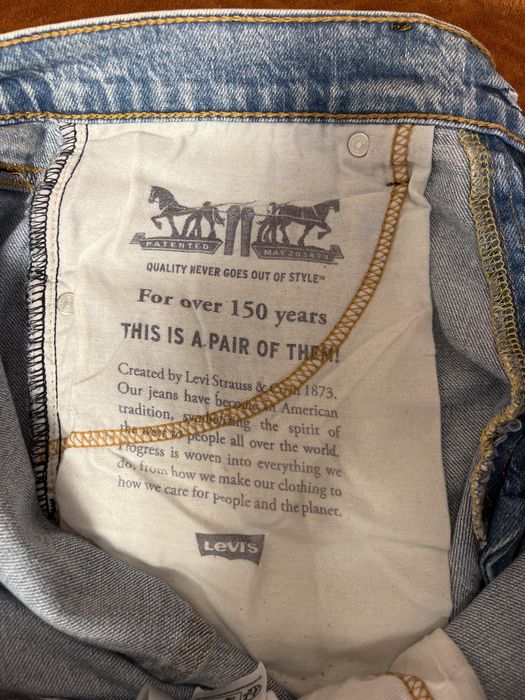 PATENTED MAY 20 1873
QUALITY NEVER GOES OUT OF STYLE™
For over 150 years
THIS IS A PAIR OF THEM!
Created by Levi Strauss & in 1873.
Our jeans have become an American
tradition, symbolizing the spirit of
the west to people all over the world.
Progress is woven into everything we
do, from how we make our clothing to
how we care for people and the planet.
LEVI'S